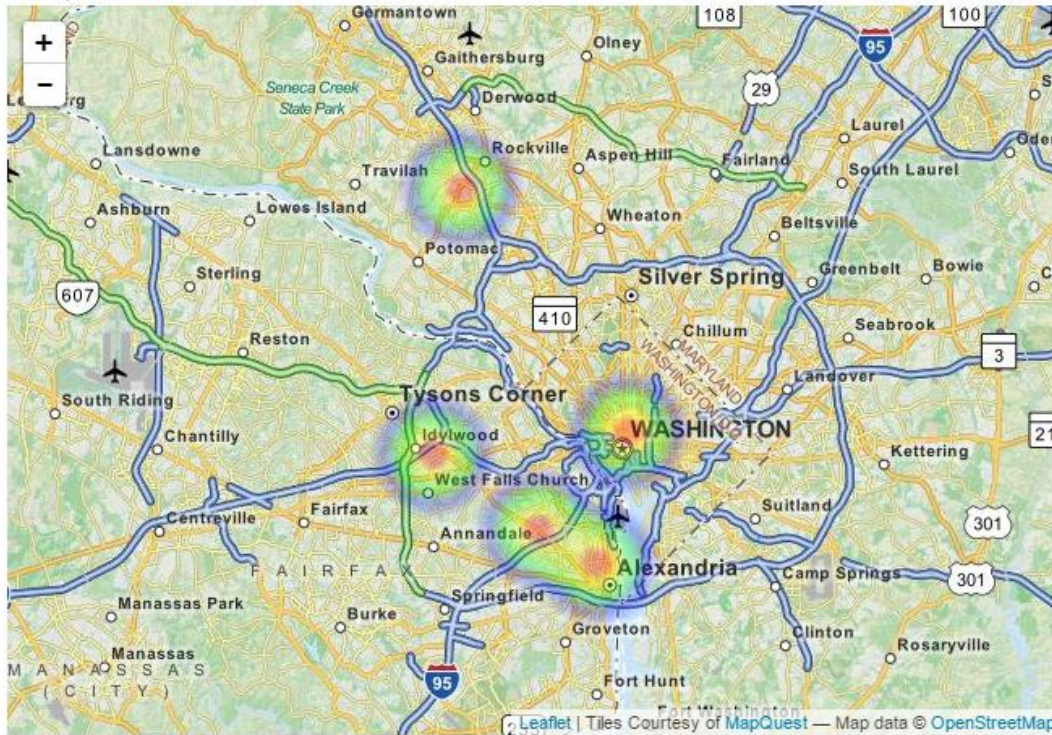 Germantown
108
100
+
Olney
95
Gaithersburg
−
Seneca Creek
State Park
29
Derwood
Laurel
Lansdowne
Rockville
Aspen Hill
Fairland
Travilah
South Laurel
Ashburn
Lowes Island
Wheaton
Beltsville
Potomac
Sterling
Silver Spring
Greenbelt
Bowie
607
410
Chillum
Seabrook
Reston
MARYLAND
WASHINGTON
3
Landover
South Riding
Tysons Corner
Chantilly
Idylwood
WASHINGTON
Kettering
West Falls Church
Suitland
Centreville
Fairfax
Annandale
301
FAIRFAX
Alexandria
Camp Springs
301
Manassas Park
Springfield
Burke
Groveton
Clinton
Rosaryville
Manassas
MANASSAS
(CITY)
95
Fort Hunt
Fort Washington
Leaflet | Tiles Courtesy of MapQuest — Map data © OpenStreetMap